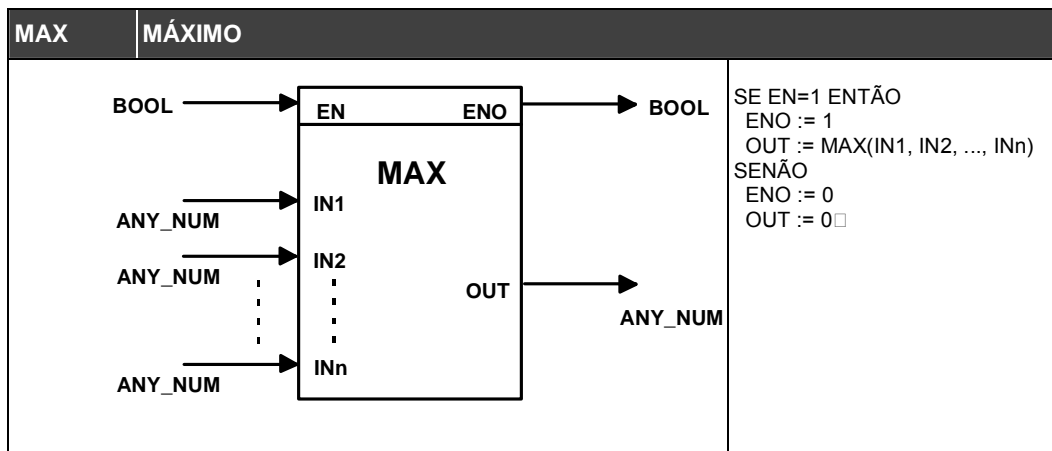 MAX MÁXIMO
BOOL EN ENO BOOL
MAX
IN1
ANY_NUM
IN2
ANY_NUM
OUT
ANY_NUM
INn
ANY_NUM
SE EN=1 ENTÃO
ENO := 1
OUT := MAX(IN1, IN2, ..., INn)
SENÃO
ENO := 0
OUT := 0□